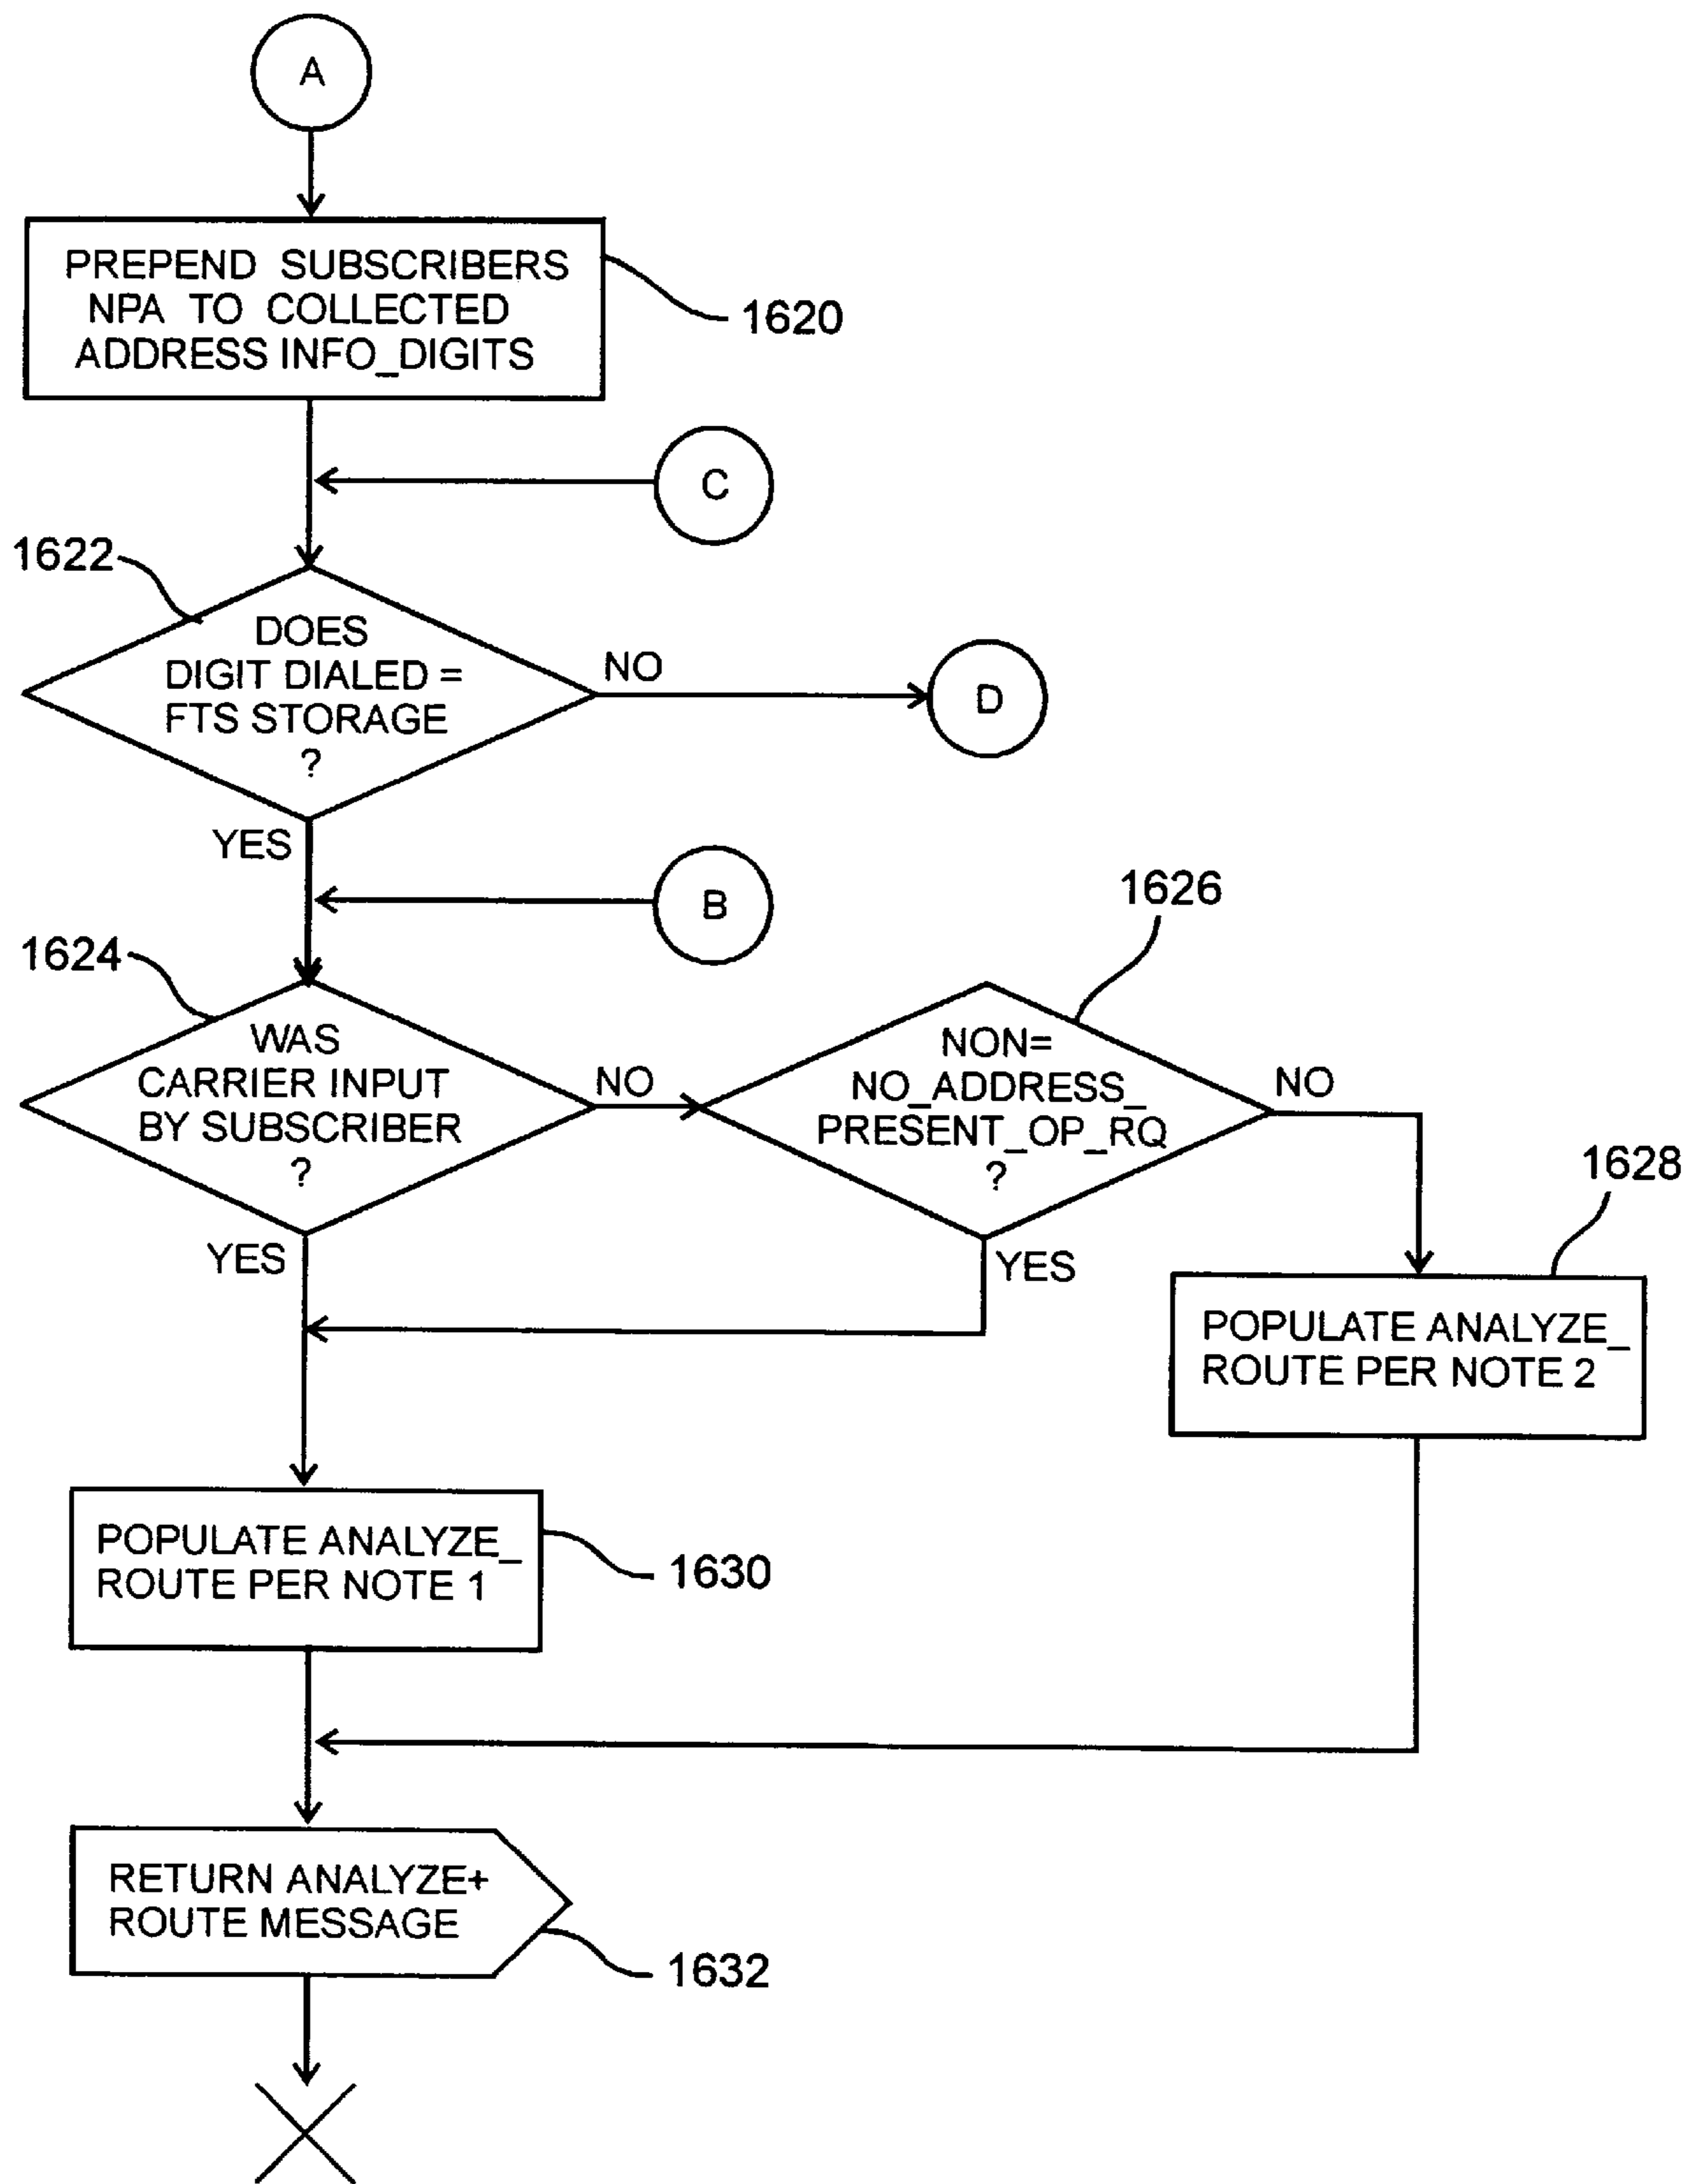 A
PREPEND SUBSCRIBERS
NPA TO COLLECTED
ADDRESS INFO_DIGITS
1620
C
1622
DOES
DIGIT DIALED =
FTS STORAGE
?
NO
D
YES
B
1626
1624
WAS
CARRIER INPUT
BY SUBSCRIBER
?
NO
NON=
NO_ADDRESS_
PRESENT_OP_RQ
?
NO
1628
YES
YES
POPULATE ANALYZE_
ROUTE PER NOTE 2
POPULATE ANALYZE_
ROUTE PER NOTE 1
1630
RETURN ANALYZE+
ROUTE MESSAGE
1632